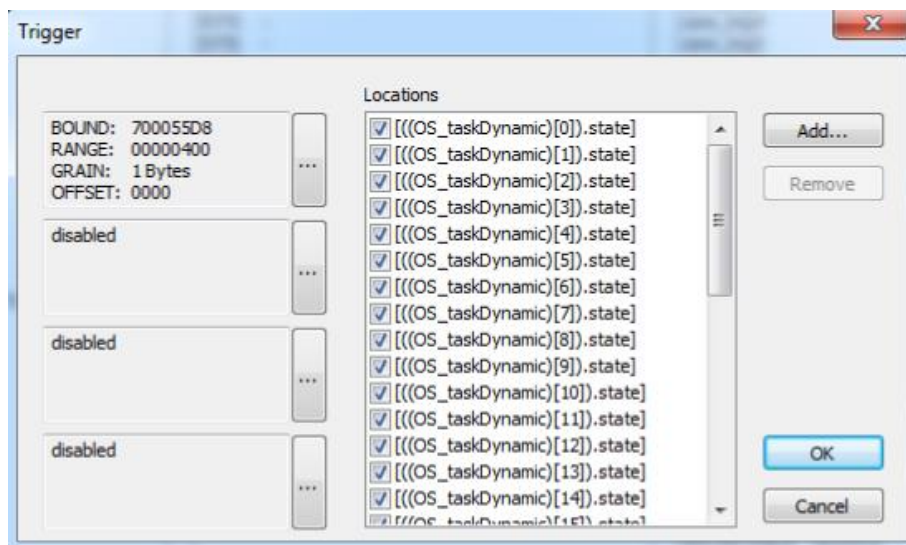 Trigger
Locations
BOUND: 700055D8
RANGE: 00000400
GRAIN: 1 Bytes
OFFSET: 0000
...
disabled
...
disabled
...
disabled
...
[((OS_taskDynamic)[0]).state]
[((OS_taskDynamic)[1]).state]
[((OS_taskDynamic)[2]).state]
[((OS_taskDynamic)[3]).state]
[((OS_taskDynamic)[4]).state]
[((OS_taskDynamic)[5]).state]
[((OS_taskDynamic)[6]).state]
[((OS_taskDynamic)[7]).state]
[((OS_taskDynamic)[8]).state]
[((OS_taskDynamic)[9]).state]
[((OS_taskDynamic)[10]).state]
[((OS_taskDynamic)[11]).state]
[((OS_taskDynamic)[12]).state]
[((OS_taskDynamic)[13]).state]
[((OS_taskDynamic)[14]).state]
[((OS_taskDynamic)[15]).state]
Add...
Remove
OK
Cancel